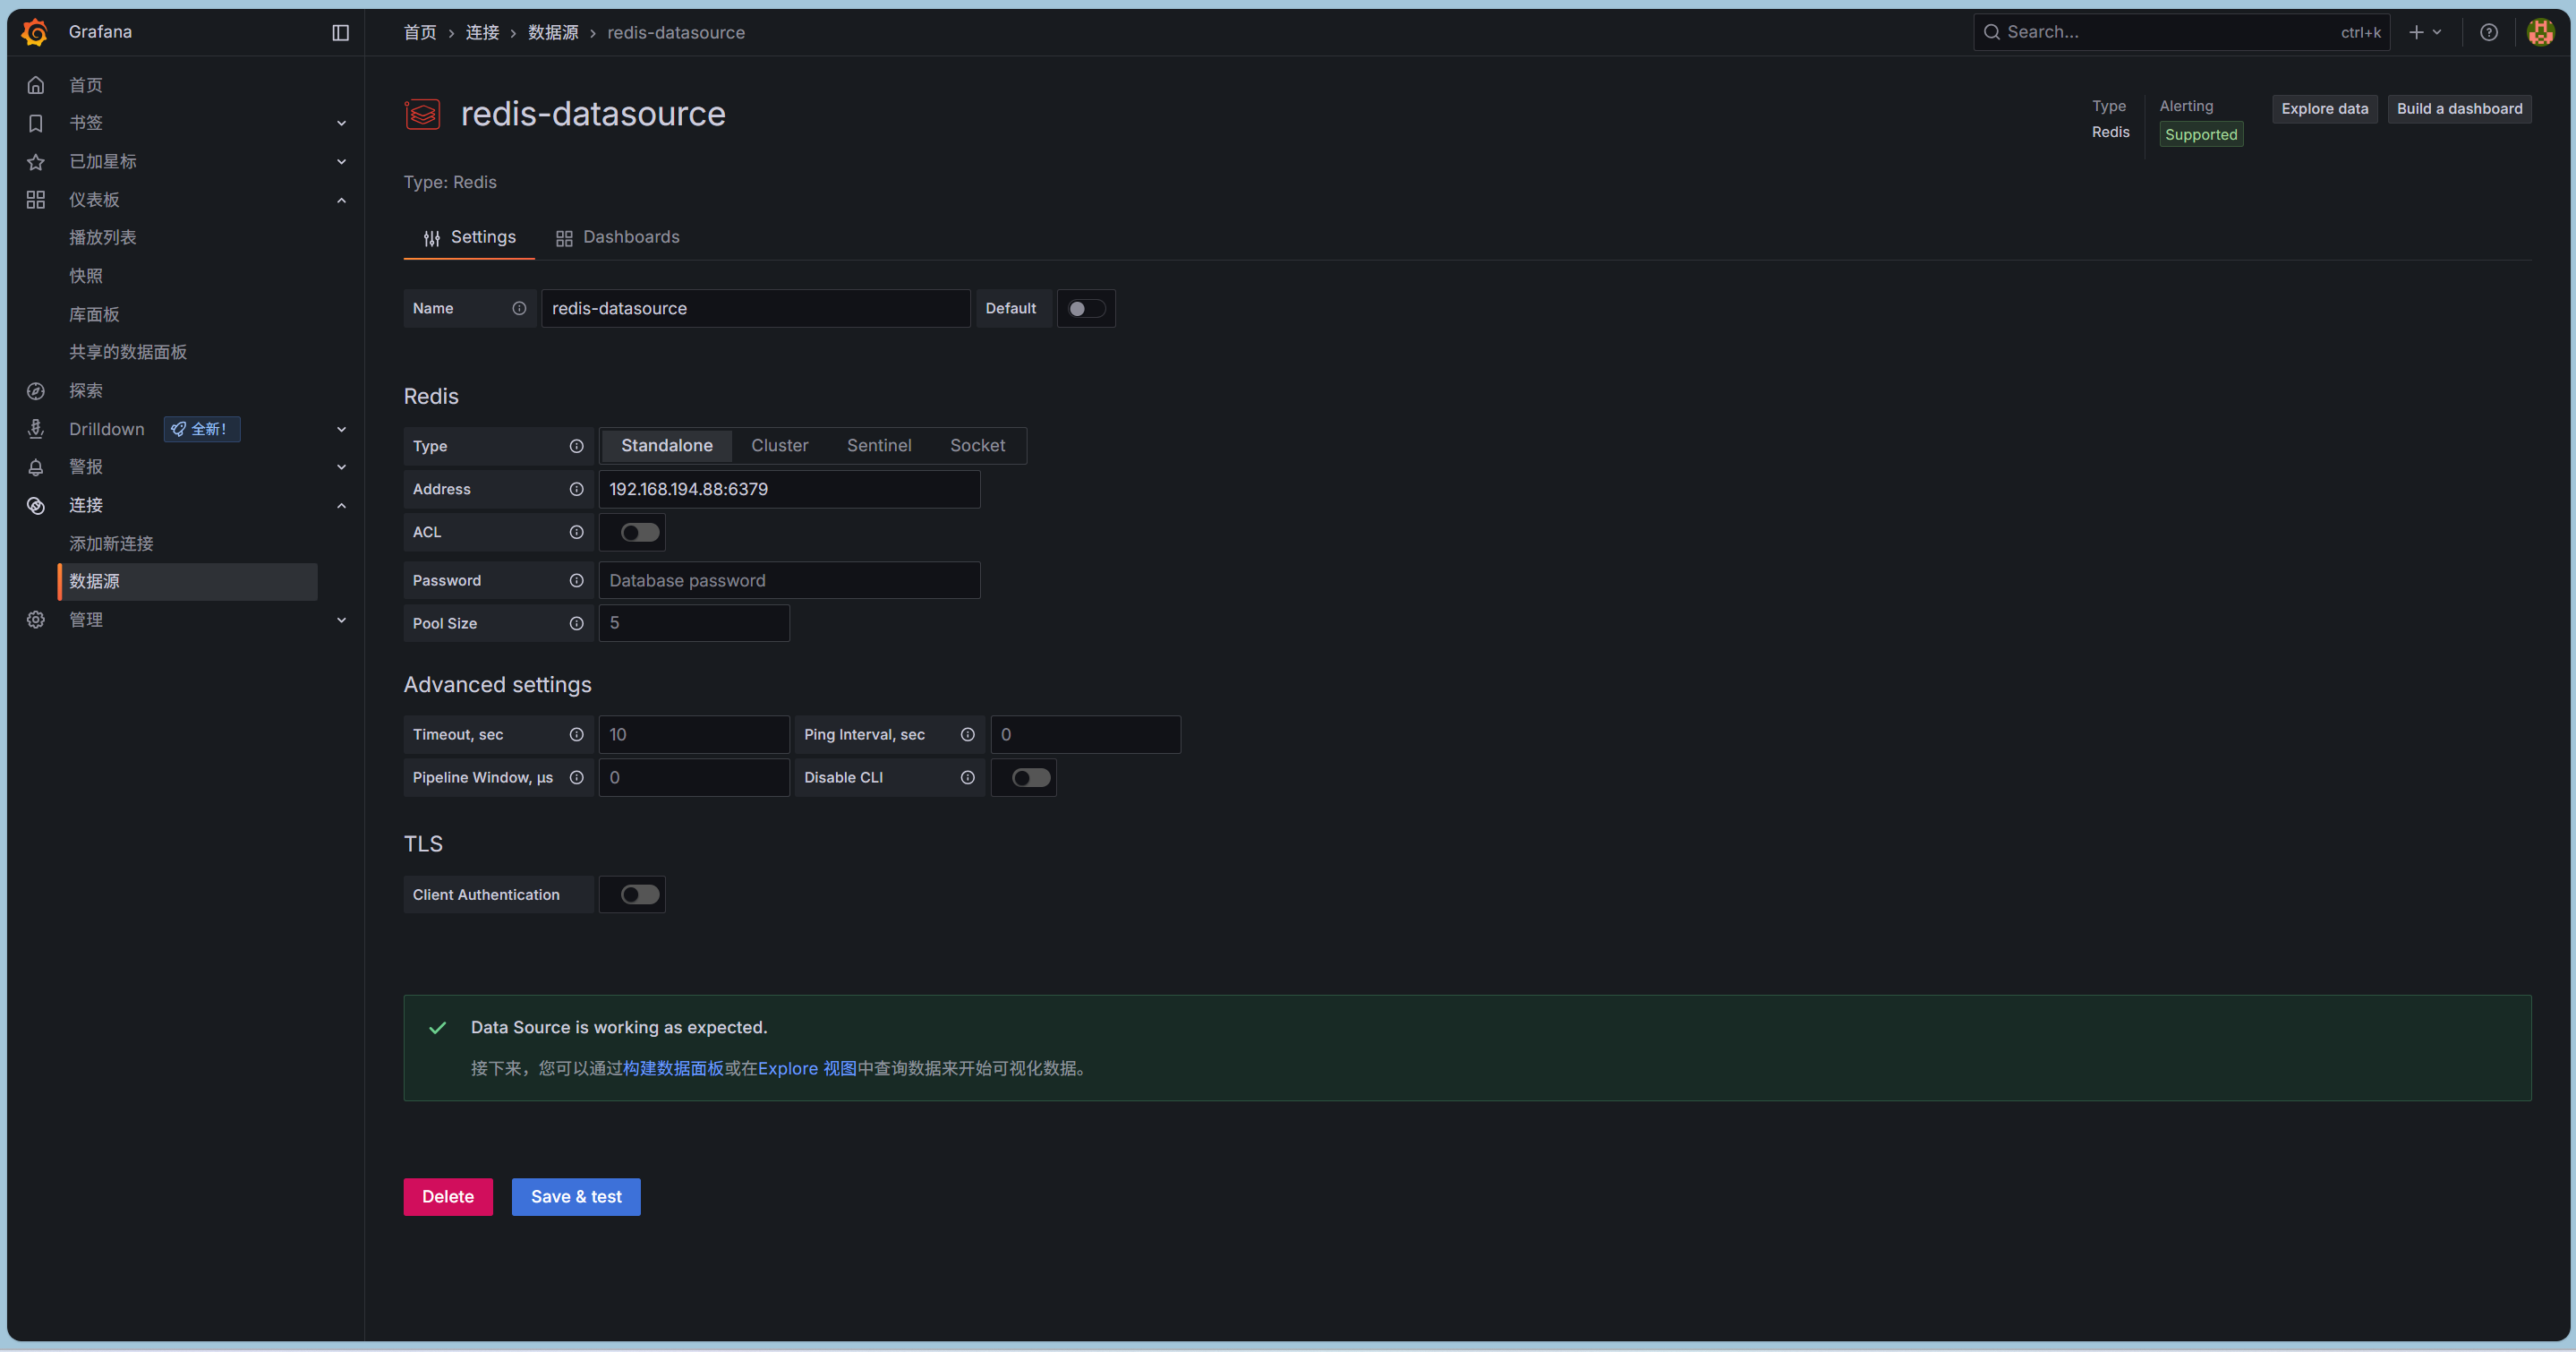 Grafana
首页 › 连接 › 数据源 › redis-datasource
Search...
ctrl+k
首页
书签
已加星标
仪表板
播放列表
快照
库面板
共享的数据面板
探索
Drilldown 全新！
警报
连接
添加新连接
数据源
管理
redis-datasource
Type
Redis
Alerting
Supported
Explore data
Build a dashboard
Type: Redis
Settings
Dashboards
Name redis-datasource Default
Redis
Type Standalone Cluster Sentinel Socket
Address 192.168.194.88:6379
ACL
Password Database password
Pool Size 5
Advanced settings
Timeout, sec 10 Ping Interval, sec 0
Pipeline Window, μs 0 Disable CLI
TLS
Client Authentication
Data Source is working as expected.
接下来，您可以通过构建数据面板或在Explore 视图中查询数据来开始可视化数据。
Delete Save & test